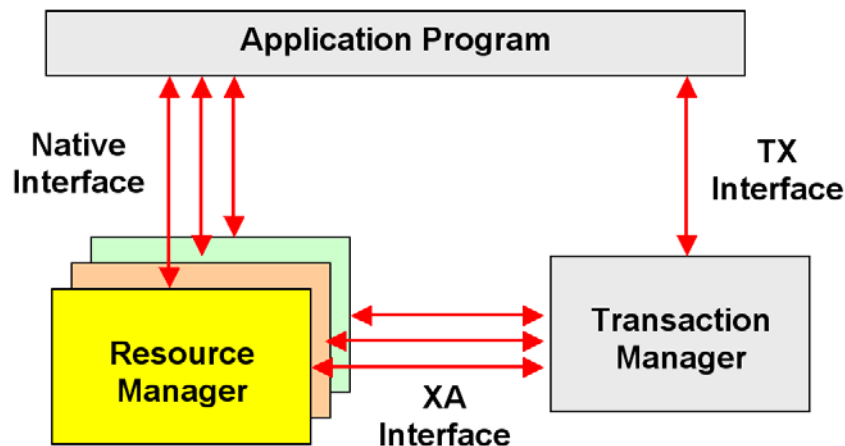 Application Program
Native
Interface
TX
Interface
Resource
Manager
Transaction
Manager
XA
Interface